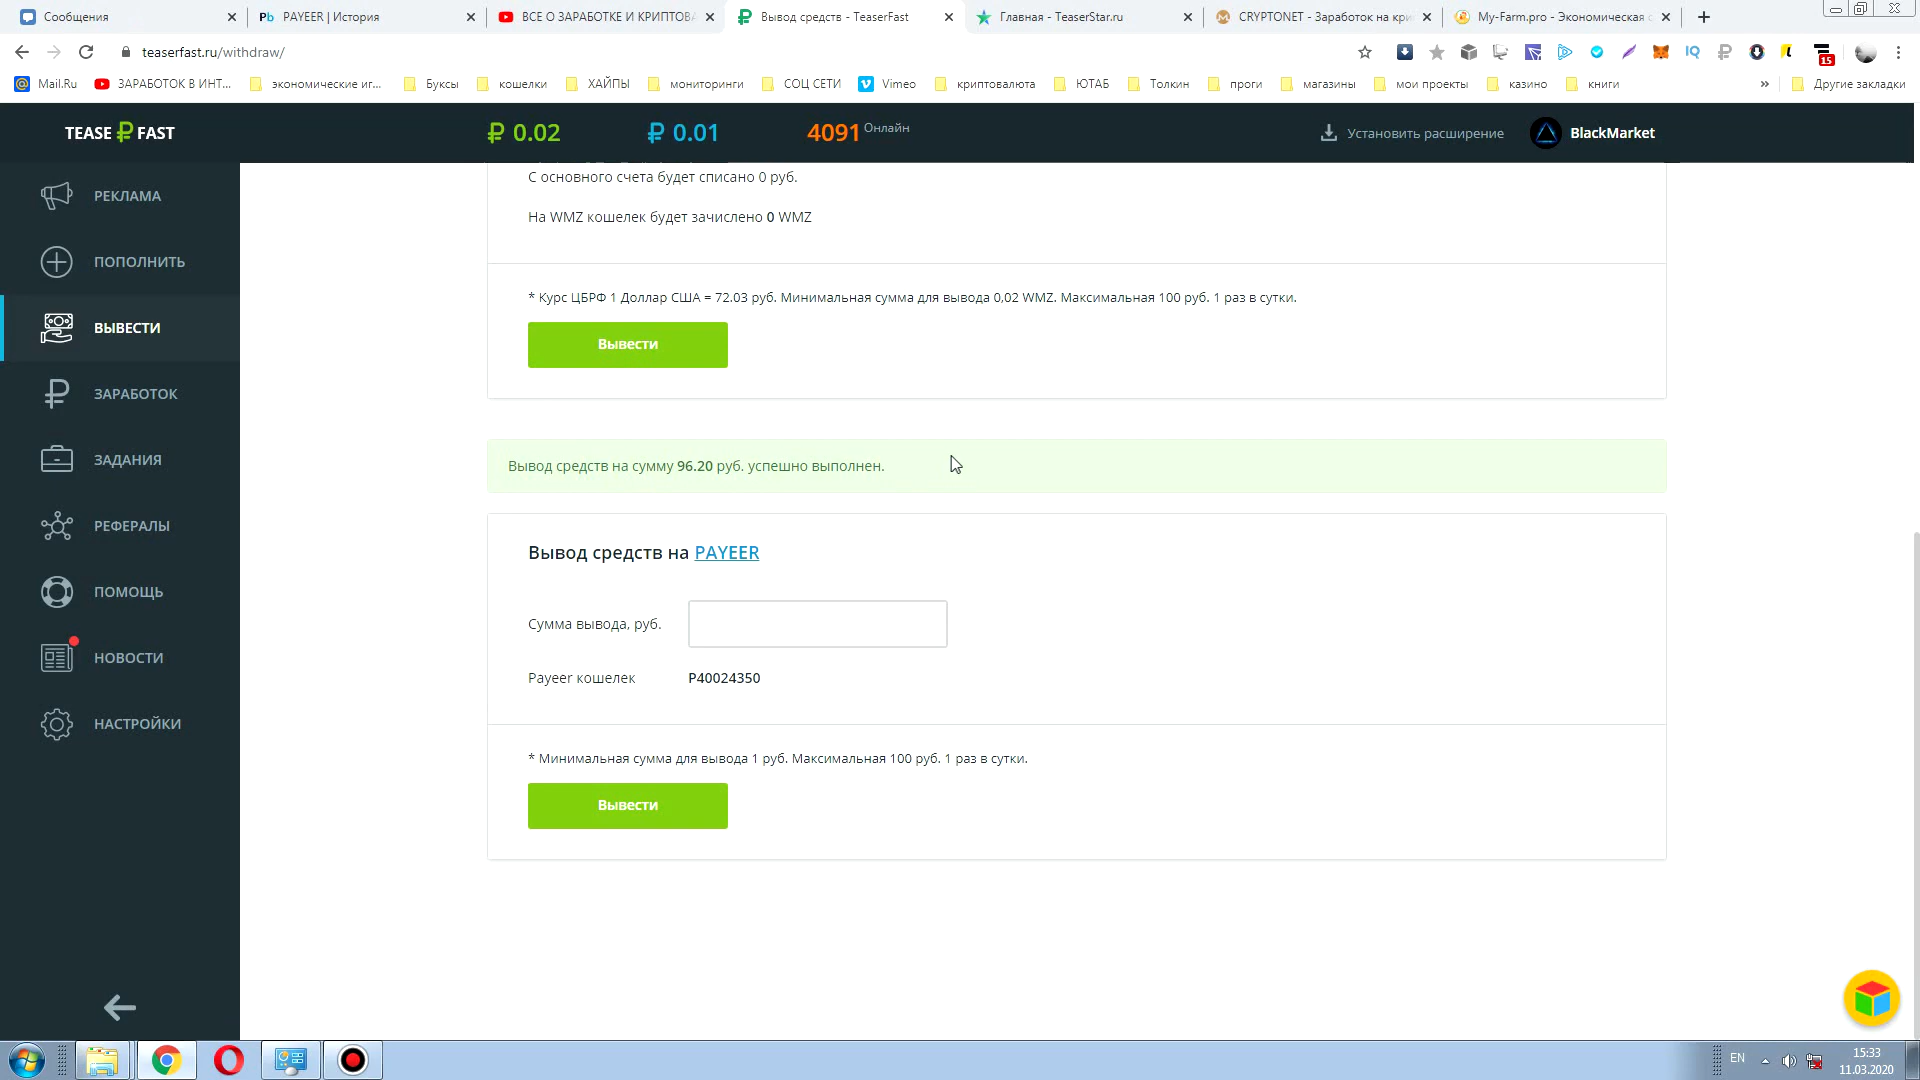 Сообщения
Pb PAYEER | История
ВСЕ О ЗАРАБОТКЕ И КРИПТОВА
Вывод средств - TeaserFast
Главная - TeaserStar.ru
CRYPTONET - Заработок на кри
My-Farm.pro - Экономическая с
teaserfast.ru/withdraw/
IQ
15
Mail.Ru
ЗАРАБОТОК В ИНТ...
экономические иг...
Буксы
кошелки
ХАЙПЫ
мониторинги
СОЦ СЕТИ
Vimeo
криптовалюта
ЮТАБ
Толкин
проги
магазины
мои проекты
казино
книги
»
Другие закладки
TEASE₽FAST
₽ 0.02
₽ 0.01
4091 Онлайн
Установить расширение
BlackMarket
РЕКЛАМА
ПОПОЛНИТЬ
ВЫВЕСТИ
ЗАРАБОТОК
ЗАДАНИЯ
РЕФЕРАЛЫ
ПОМОЩЬ
НОВОСТИ
НАСТРОЙКИ
С основного счета будет списано 0 руб.
На WMZ кошелек будет зачислено 0 WMZ
* Курс ЦБРФ 1 Доллар США = 72.03 руб. Минимальная сумма для вывода 0,02 WMZ. Максимальная 100 руб. 1 раз в сутки.
Вывести
Вывод средств на сумму 96.20 руб. успешно выполнен.
Вывод средств на PAYEER
Сумма вывода, руб.
Payeer кошелек P40024350
* Минимальная сумма для вывода 1 руб. Максимальная 100 руб. 1 раз в сутки.
Вывести
EN
15:33
11.03.2020